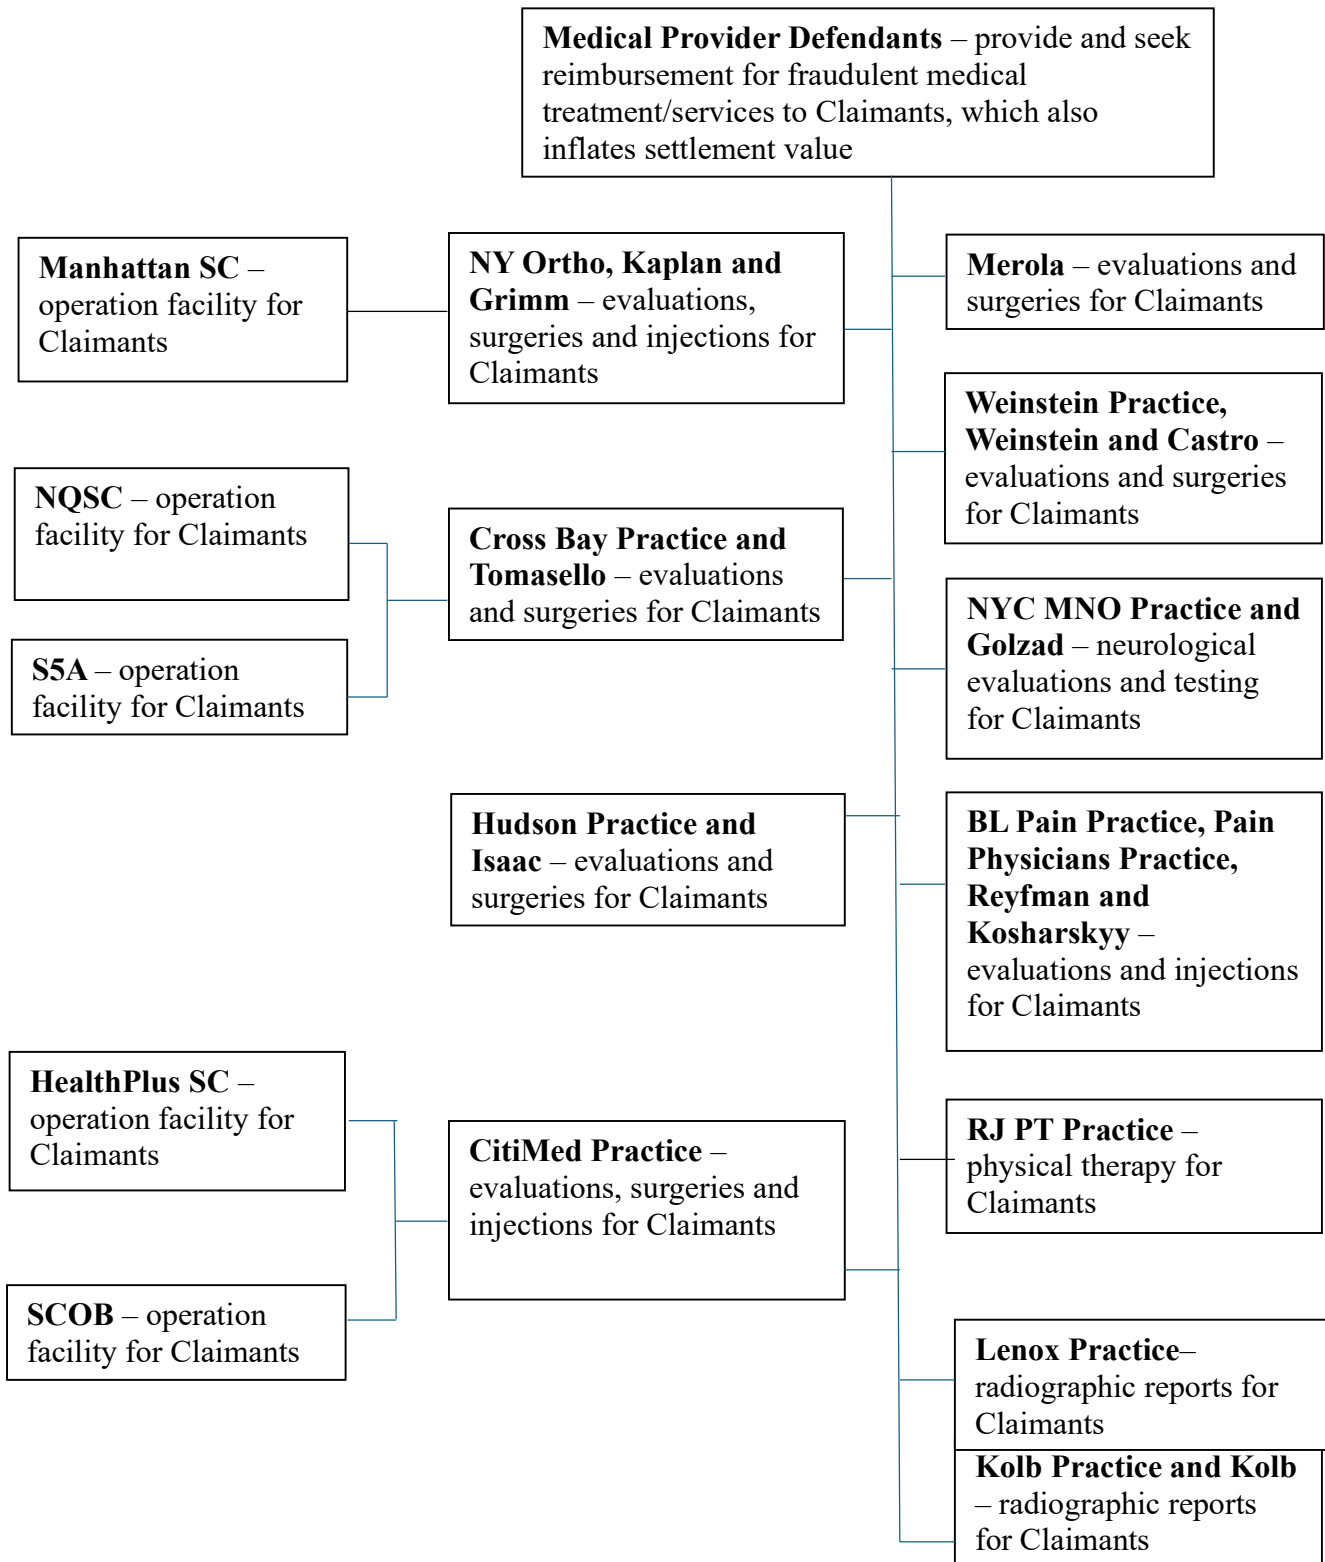 Medical Provider Defendants – provide and seek
reimbursement for fraudulent medical
treatment/services to Claimants, which also
inflates settlement value
Manhattan SC –
operation facility for
Claimants
NY Ortho, Kaplan and
Grimm – evaluations,
surgeries and injections for
Claimants
Merola – evaluations and
surgeries for Claimants
Weinstein Practice,
Weinstein and Castro –
evaluations and surgeries
for Claimants
NQSC – operation
facility for Claimants
Cross Bay Practice and
Tomasello – evaluations
and surgeries for Claimants
S5A – operation
facility for Claimants
NYC MNO Practice and
Golzad – neurological
evaluations and testing
for Claimants
Hudson Practice and
Isaac – evaluations and
surgeries for Claimants
BL Pain Practice, Pain
Physicians Practice,
Reyfman and
Kosharskyy –
evaluations and injections
for Claimants
HealthPlus SC –
operation facility for
Claimants
CitiMed Practice –
evaluations, surgeries and
injections for Claimants
RJ PT Practice –
physical therapy for
Claimants
SCOB – operation
facility for Claimants
Lenox Practice–
radiographic reports for
Claimants
Kolb Practice and Kolb
– radiographic reports
for Claimants